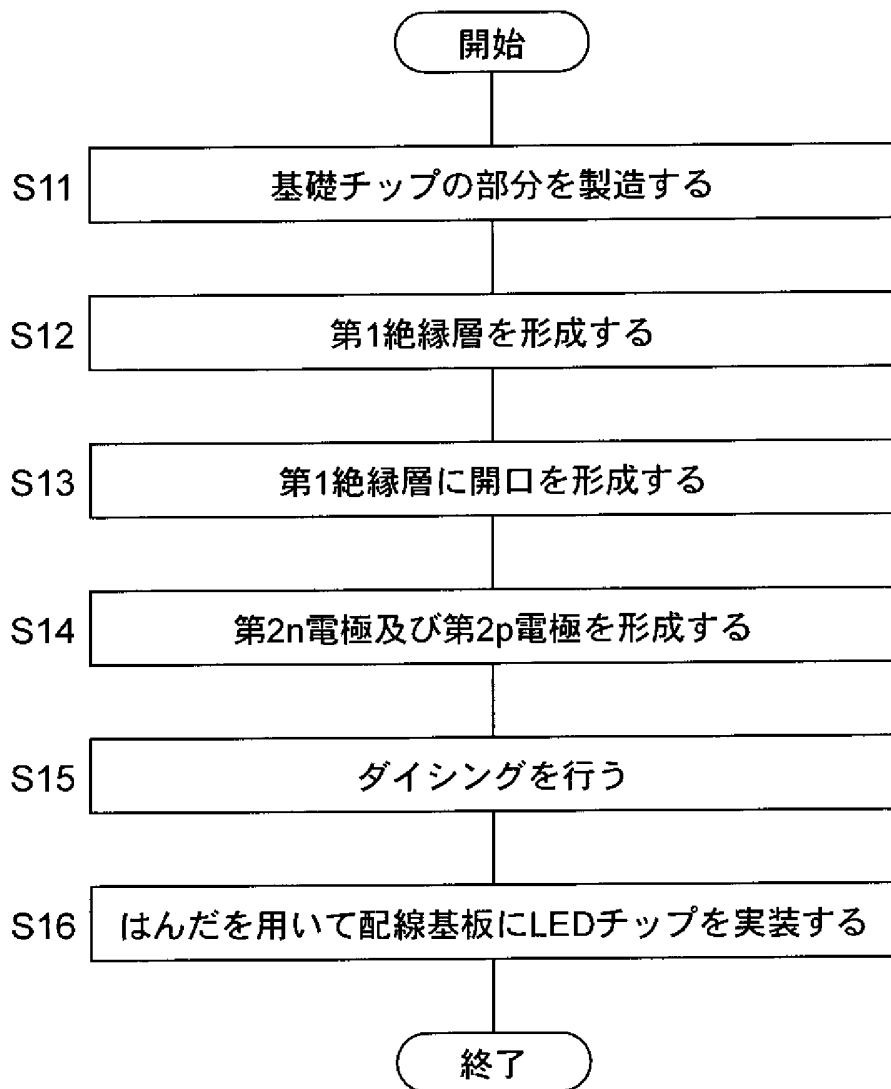 開始
S11 基礎チップの部分を製造する
S12 第1絶縁層を形成する
S13 第1絶縁層に開口を形成する
S14 第2n電極及び第2p電極を形成する
S15 ダイシングを行う
S16 はんだを用いて配線基板にLEDチップを実装する
終了